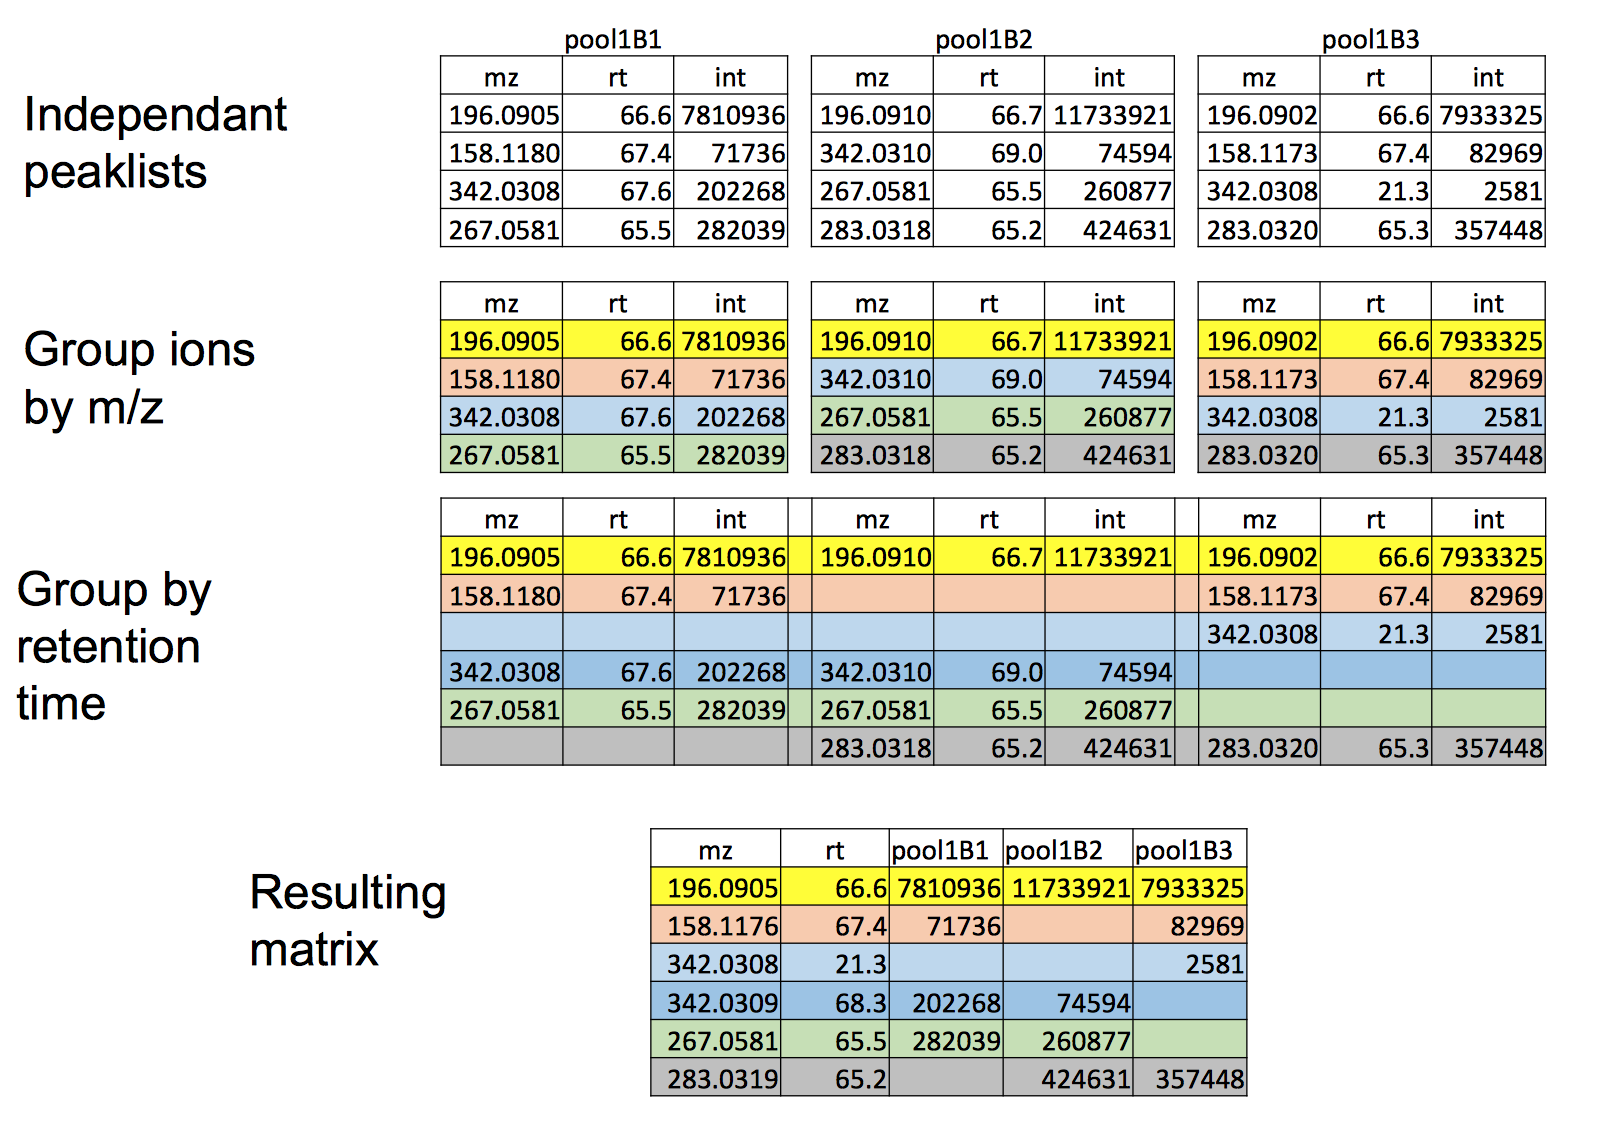 pool1B1 pool1B2 pool1B3
mz rt int mz rt int mz rt int
Independant
peaklists
196.0905 66.6 7810936 196.0910 66.7 11733921 196.0902 66.6 7933325
158.1180 67.4 71736 342.0310 69.0 74594 158.1173 67.4 82969
342.0308 67.6 202268 267.0581 65.5 260877 342.0308 21.3 2581
267.0581 65.5 282039 283.0318 65.2 424631 283.0320 65.3 357448
Group ions
by m/z
mz rt int mz rt int mz rt int
196.0905 66.6 7810936 196.0910 66.7 11733921 196.0902 66.6 7933325
158.1180 67.4 71736 342.0310 69.0 74594 158.1173 67.4 82969
342.0308 67.6 202268 267.0581 65.5 260877 342.0308 21.3 2581
267.0581 65.5 282039 283.0318 65.2 424631 283.0320 65.3 357448
Group by
retention
time
mz rt int mz rt int mz rt int
196.0905 66.6 7810936 196.0910 66.7 11733921 196.0902 66.6 7933325
158.1180 67.4 71736 158.1173 67.4 82969
342.0308 21.3 2581
342.0308 67.6 202268 342.0310 69.0 74594
267.0581 65.5 282039 267.0581 65.5 260877
283.0318 65.2 424631 283.0320 65.3 357448
Resulting
matrix
mz rt pool1B1 pool1B2 pool1B3
196.0905 66.6 7810936 11733921 7933325
158.1176 67.4 71736 82969
342.0308 21.3 2581
342.0309 68.3 202268 74594
267.0581 65.5 282039 260877
283.0319 65.2 424631 357448